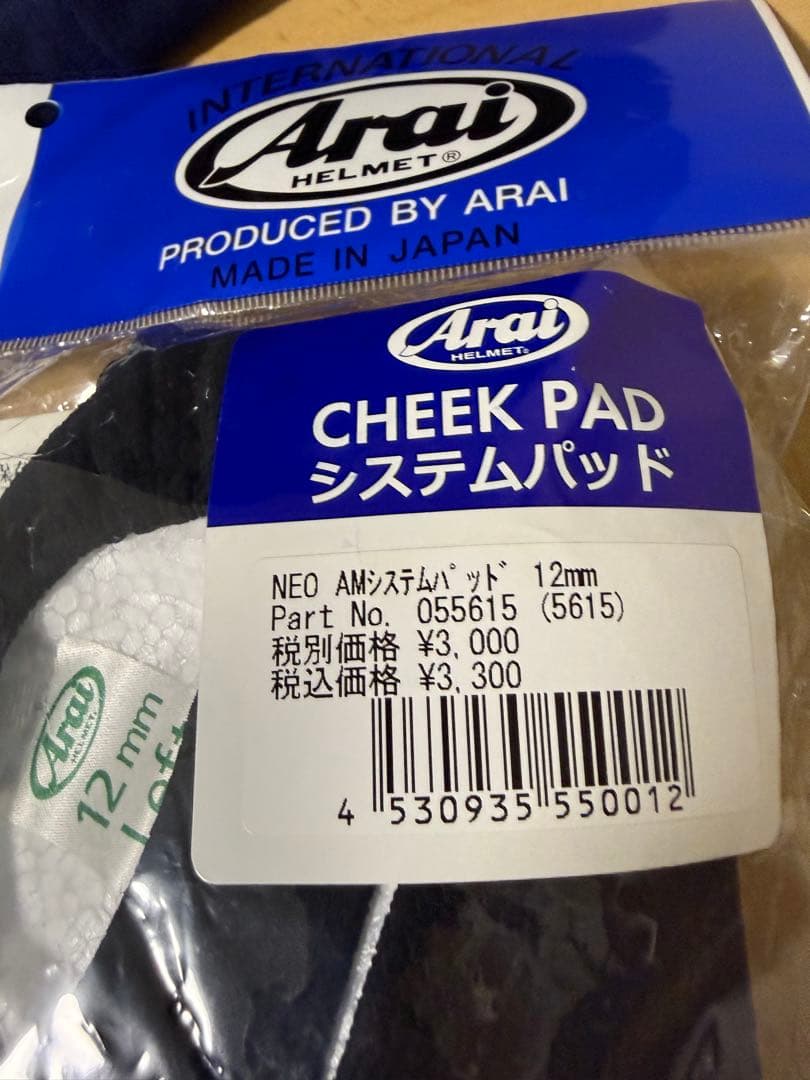 INTERNATIONAL
Arai
HELMET®
PRODUCED BY ARAI
MADE IN JAPAN
Arai
HELMET®
CHEEK PAD
システムパッド
NEO AMｼｽﾃﾑﾊﾟｯﾄﾞ 12mm
Part No. 055615 (5615)
税別価格 ¥3,000
税込価格 ¥3,300
4 530935 550012
Arai
HELMET
12 mm
Left